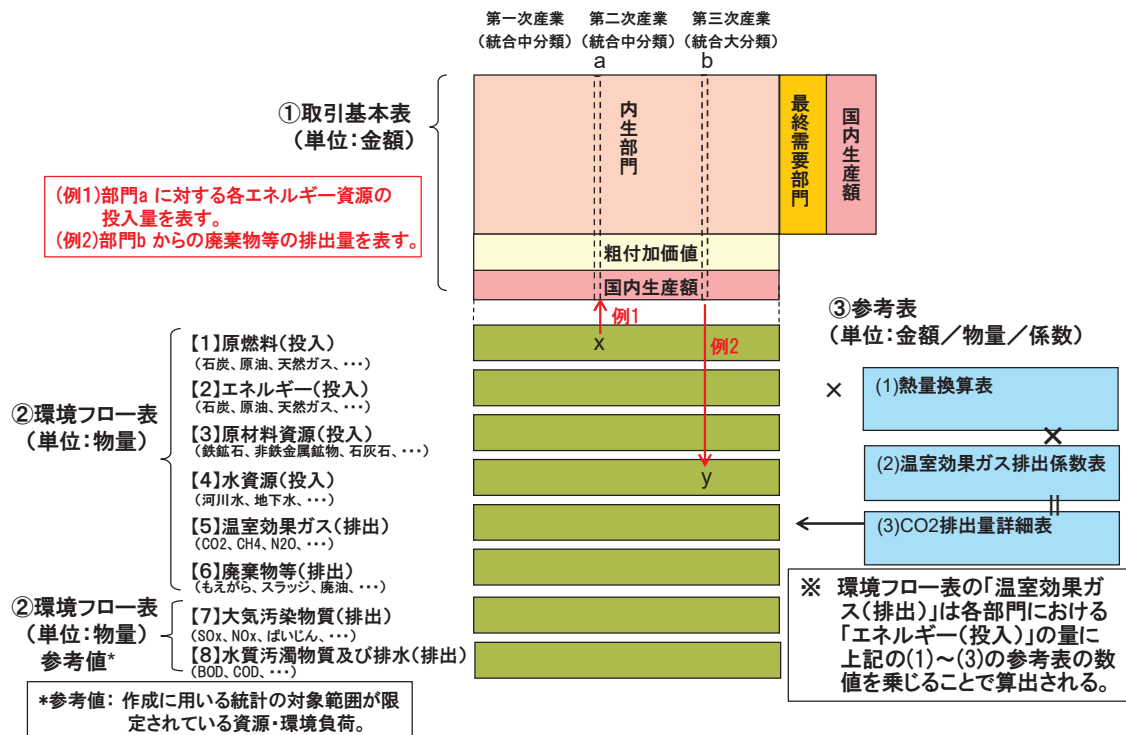 第一次産業 第二次産業 第三次産業
(統合中分類) (統合中分類) (統合大分類)
a b
①取引基本表
(単位:金額)
内生部門
最終需要部門
国内生産額
(例1)部門a に対する各エネルギー資源の
投入量を表す。
(例2)部門b からの廃棄物等の排出量を表す。
粗付加価値
国内生産額
例1
例2
x
y
②環境フロー表
(単位:物量)
【1】原燃料(投入)
(石炭、原油、天然ガス、・・・)
【2】エネルギー(投入)
(石炭、原油、天然ガス、・・・)
【3】原材料資源(投入)
(鉄鉱石、非鉄金属鉱物、石灰石、・・・)
【4】水資源(投入)
(河川水、地下水、・・・)
【5】温室効果ガス(排出)
(CO2、CH4、N2O、・・・)
【6】廃棄物等(排出)
(もえがら、スラッジ、廃油、・・・)
②環境フロー表
(単位:物量)
参考値*
【7】大気汚染物質(排出)
(SOx、NOx、ばいじん、・・・)
【8】水質汚濁物質及び排水(排出)
(BOD、COD、・・・)
*参考値: 作成に用いる統計の対象範囲が限
定されている資源・環境負荷。
③参考表
(単位:金額/物量/係数)
×
(1)熱量換算表
×
(2)温室効果ガス排出係数表
||
(3)CO2排出量詳細表
※ 環境フロー表の「温室効果ガ
ス(排出)」は各部門における
「エネルギー(投入)」の量に
上記の(1)~(3)の参考表の数
値を乗じることで算出される。